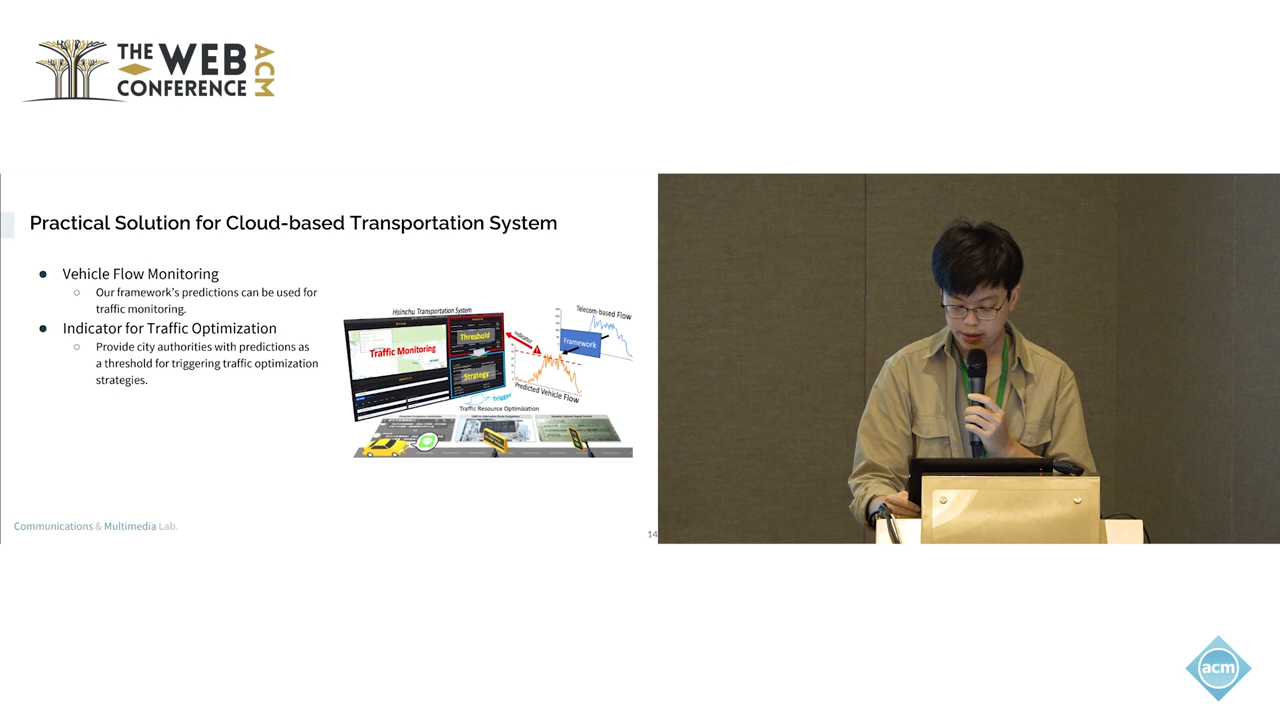 THE WEB
CONFERENCE
ACM
Practical Solution for Cloud-based Transportation System
● Vehicle Flow Monitoring
○ Our framework's predictions can be used for
traffic monitoring.
● Indicator for Traffic Optimization
○ Provide city authorities with predictions as
a threshold for triggering traffic optimization
strategies.
Hsinchu Transportation System
Traffic Monitoring
Threshold
Strategy
Indicator
Telecom-based Flow
Framework
Predicted Vehicle Flow
Trigger
Traffic Resource Optimization
Communications & Multimedia Lab.
14
acm